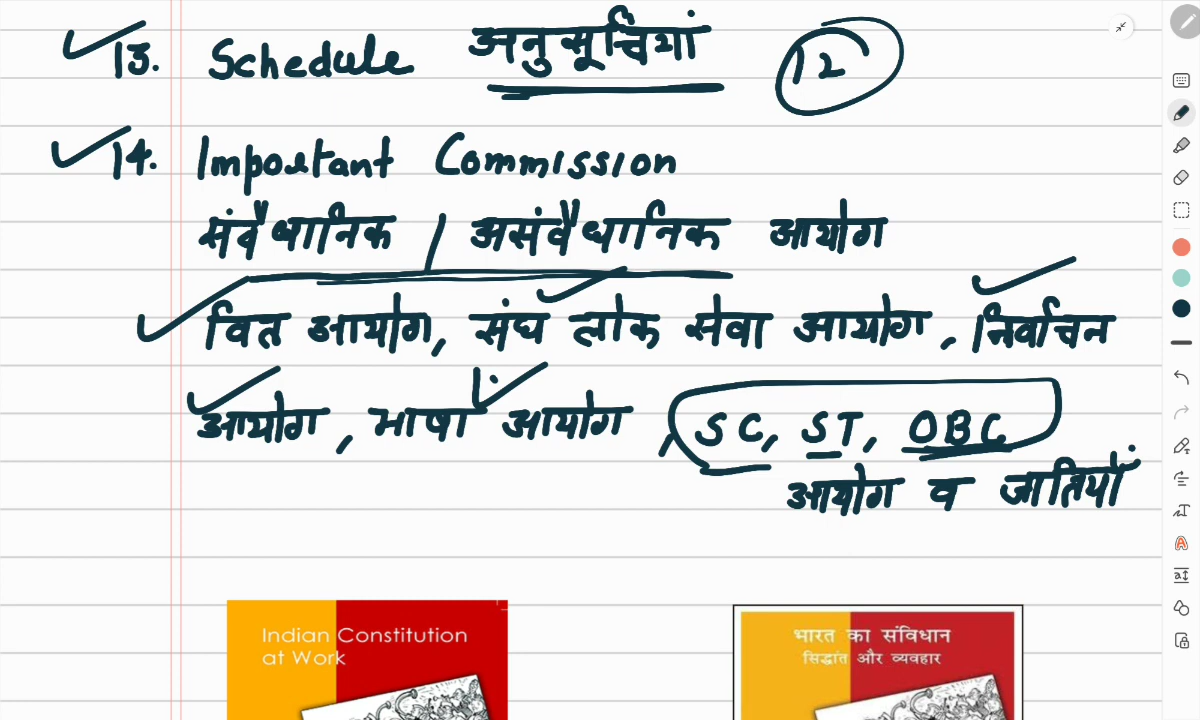 13. Schedule अनुसूचियां 12
14. Important Commission
संवैधानिक / असंवैधानिक आयोग
वित आयोग, संघ लोक सेवा आयोग, निर्वाचन
आयोग, भाषा आयोग, SC, ST, OBC
आयोग व जातियाँ
Indian Constitution
at Work
भारत का संविधान
सिद्धांत और व्यवहार